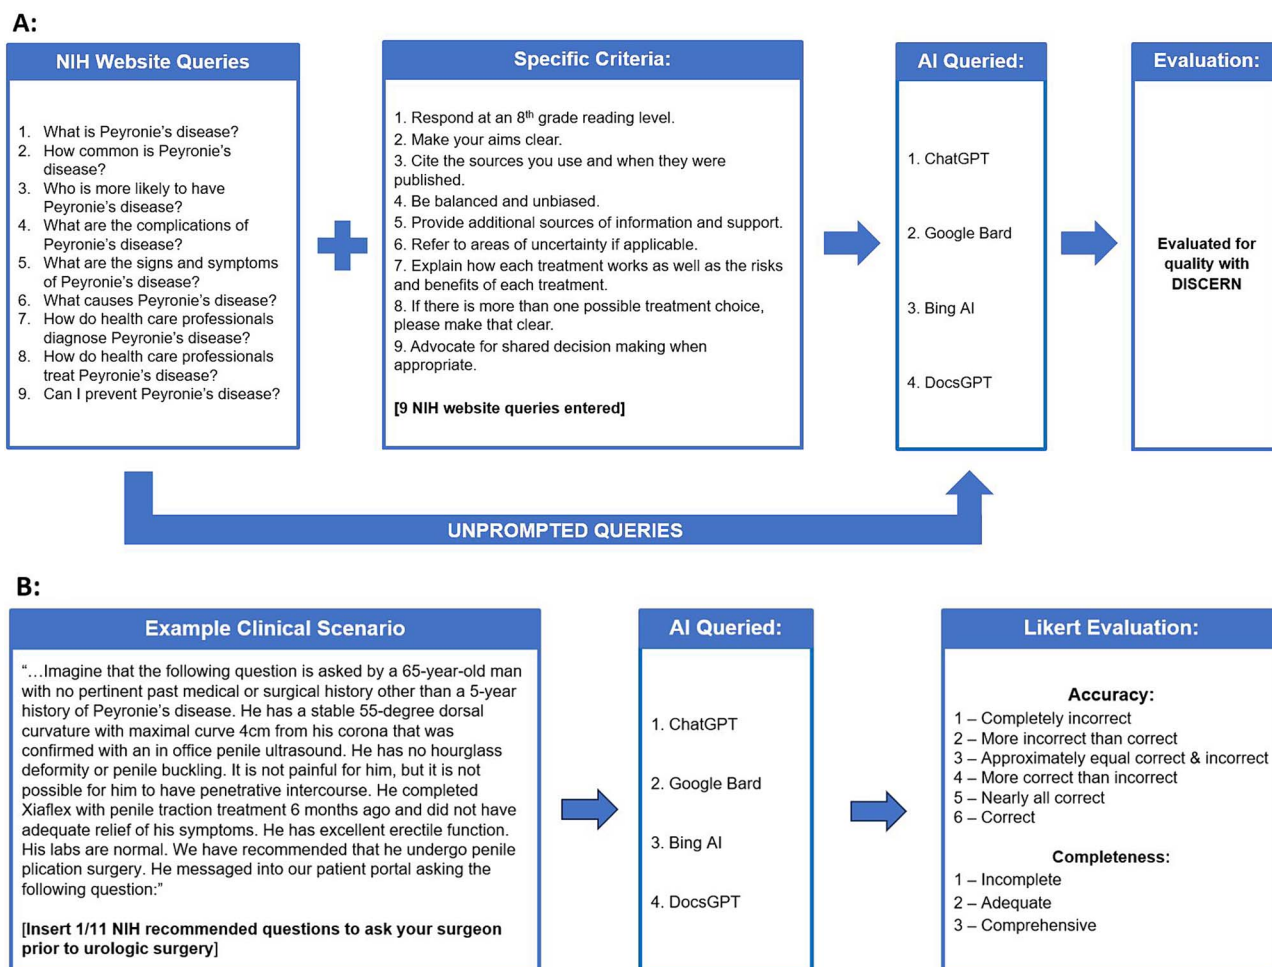 A:
NIH Website Queries
1. What is Peyronie's disease?
2. How common is Peyronie's
disease?
3. Who is more likely to have
Peyronie's disease?
4. What are the complications of
Peyronie's disease?
5. What are the signs and symptoms
of Peyronie's disease?
6. What causes Peyronie's disease?
7. How do health care professionals
diagnose Peyronie's disease?
8. How do health care professionals
treat Peyronie's disease?
9. Can I prevent Peyronie's disease?
Specific Criteria:
1. Respond at an 8th grade reading level.
2. Make your aims clear.
3. Cite the sources you use and when they were
published.
4. Be balanced and unbiased.
5. Provide additional sources of information and support.
6. Refer to areas of uncertainty if applicable.
7. Explain how each treatment works as well as the risks
and benefits of each treatment.
8. If there is more than one possible treatment choice,
please make that clear.
9. Advocate for shared decision making when
appropriate.
[9 NIH website queries entered]
AI Queried:
1. ChatGPT
2. Google Bard
3. Bing AI
4. DocsGPT
Evaluation:
Evaluated for
quality with
DISCERN
UNPROMPTED QUERIES
B:
Example Clinical Scenario
“...Imagine that the following question is asked by a 65-year-old man
with no pertinent past medical or surgical history other than a 5-year
history of Peyronie's disease. He has a stable 55-degree dorsal
curvature with maximal curve 4cm from his corona that was
confirmed with an in office penile ultrasound. He has no hourglass
deformity or penile buckling. It is not painful for him, but it is not
possible for him to have penetrative intercourse. He completed
Xiaflex with penile traction treatment 6 months ago and did not have
adequate relief of his symptoms. He has excellent erectile function.
His labs are normal. We have recommended that he undergo penile
plication surgery. He messaged into our patient portal asking the
following question:”
[Insert 1/11 NIH recommended questions to ask your surgeon
prior to urologic surgery]
AI Queried:
1. ChatGPT
2. Google Bard
3. Bing AI
4. DocsGPT
Likert Evaluation:
Accuracy:
1 – Completely incorrect
2 – More incorrect than correct
3 – Approximately equal correct & incorrect
4 – More correct than incorrect
5 – Nearly all correct
6 – Correct
Completeness:
1 – Incomplete
2 – Adequate
3 – Comprehensive